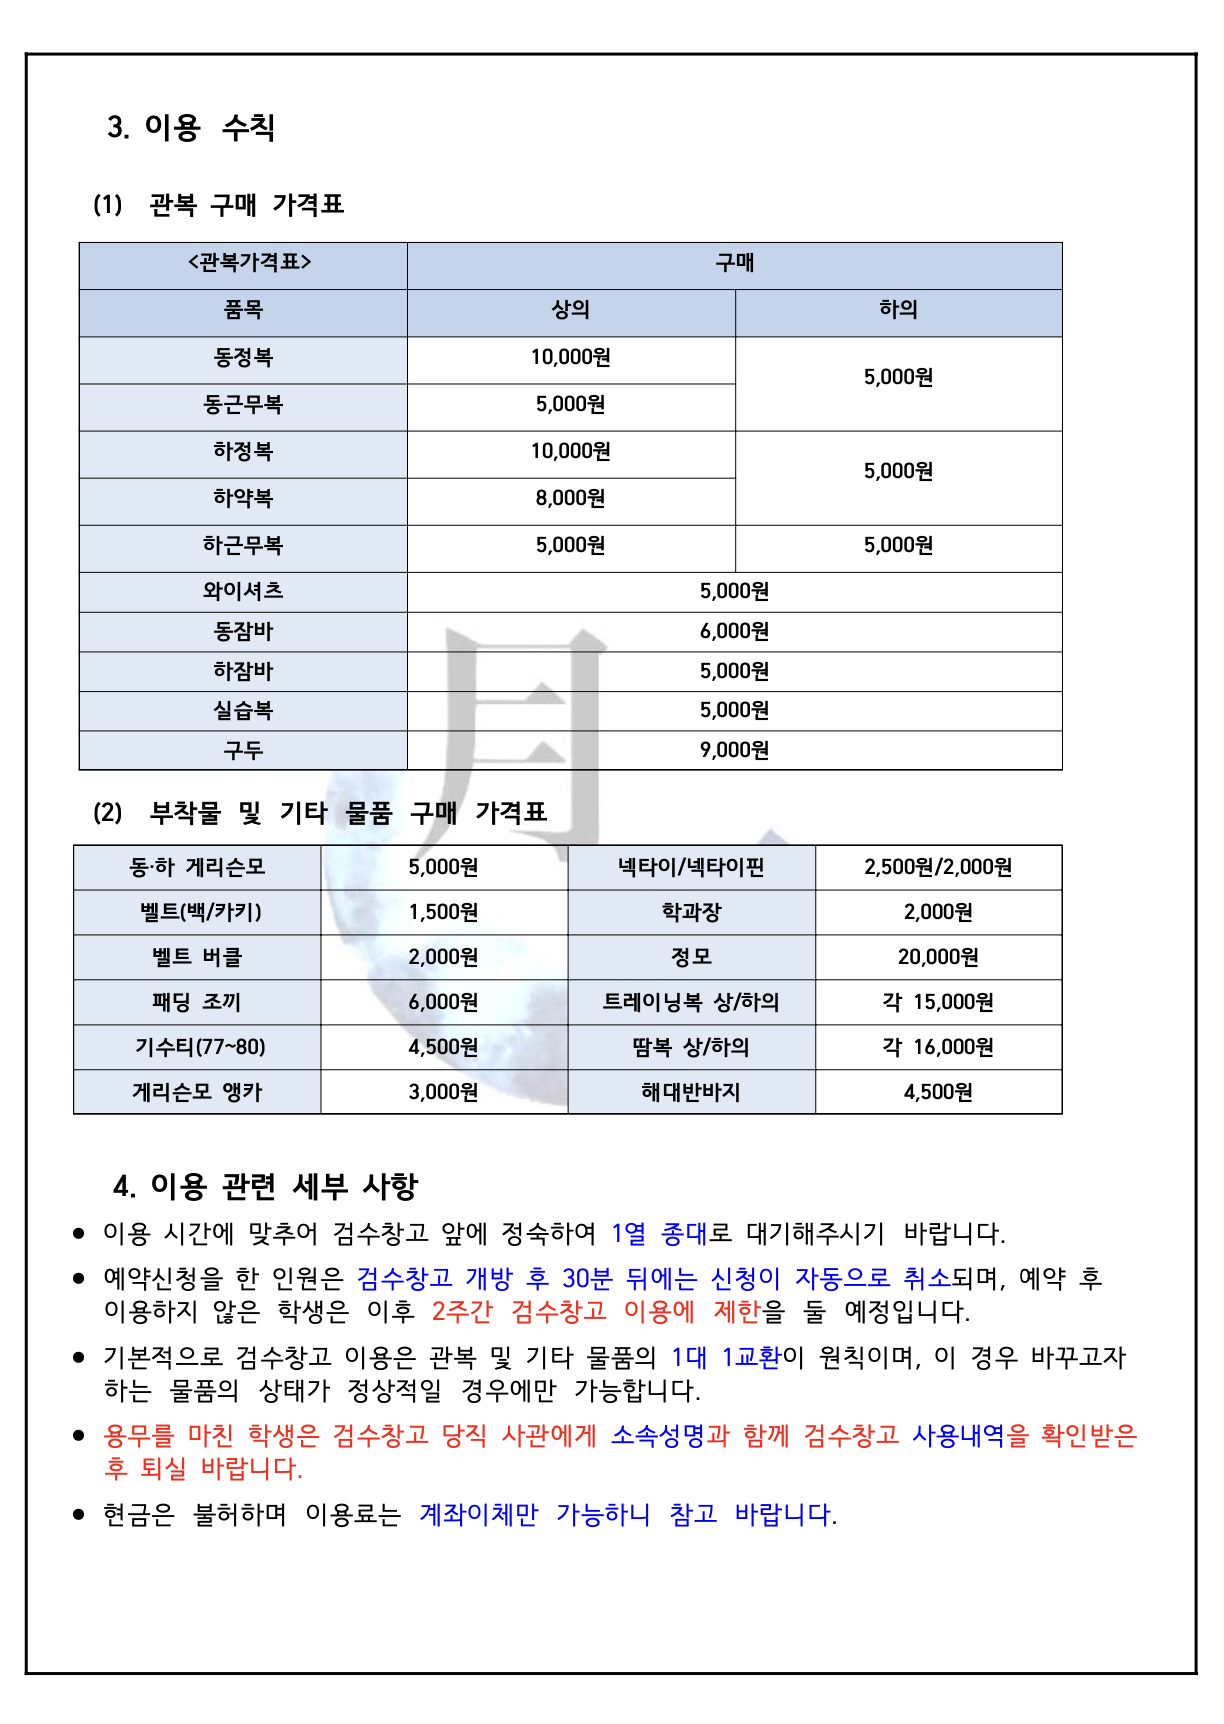 3. 이용 수칙
(1) 관복 구매 가격표
<관복가격표> 구매
품목 상의 하의
동정복 10,000원 5,000원
동근무복 5,000원
하정복 10,000원 5,000원
하약복 8,000원
하근무복 5,000원 5,000원
와이셔츠 5,000원
동잠바 6,000원
하잠바 5,000원
실습복 5,000원
구두 9,000원
月
(2) 부착물 및 기타 물품 구매 가격표
동·하 게리슨모 5,000원 넥타이/넥타이핀 2,500원/2,000원
벨트(백/카키) 1,500원 학과장 2,000원
벨트 버클 2,000원 정모 20,000원
패딩 조끼 6,000원 트레이닝복 상/하의 각 15,000원
기수티(77~80) 4,500원 땀복 상/하의 각 16,000원
게리슨모 앵카 3,000원 해대반바지 4,500원
4. 이용 관련 세부 사항
● 이용 시간에 맞추어 검수창고 앞에 정숙하여 1열 종대로 대기해주시기 바랍니다.
● 예약신청을 한 인원은 검수창고 개방 후 30분 뒤에는 신청이 자동으로 취소되며, 예약 후
이용하지 않은 학생은 이후 2주간 검수창고 이용에 제한을 둘 예정입니다.
● 기본적으로 검수창고 이용은 관복 및 기타 물품의 1대 1교환이 원칙이며, 이 경우 바꾸고자
하는 물품의 상태가 정상적일 경우에만 가능합니다.
● 용무를 마친 학생은 검수창고 당직 사관에게 소속성명과 함께 검수창고 사용내역을 확인받은
후 퇴실 바랍니다.
● 현금은 불허하며 이용료는 계좌이체만 가능하니 참고 바랍니다.